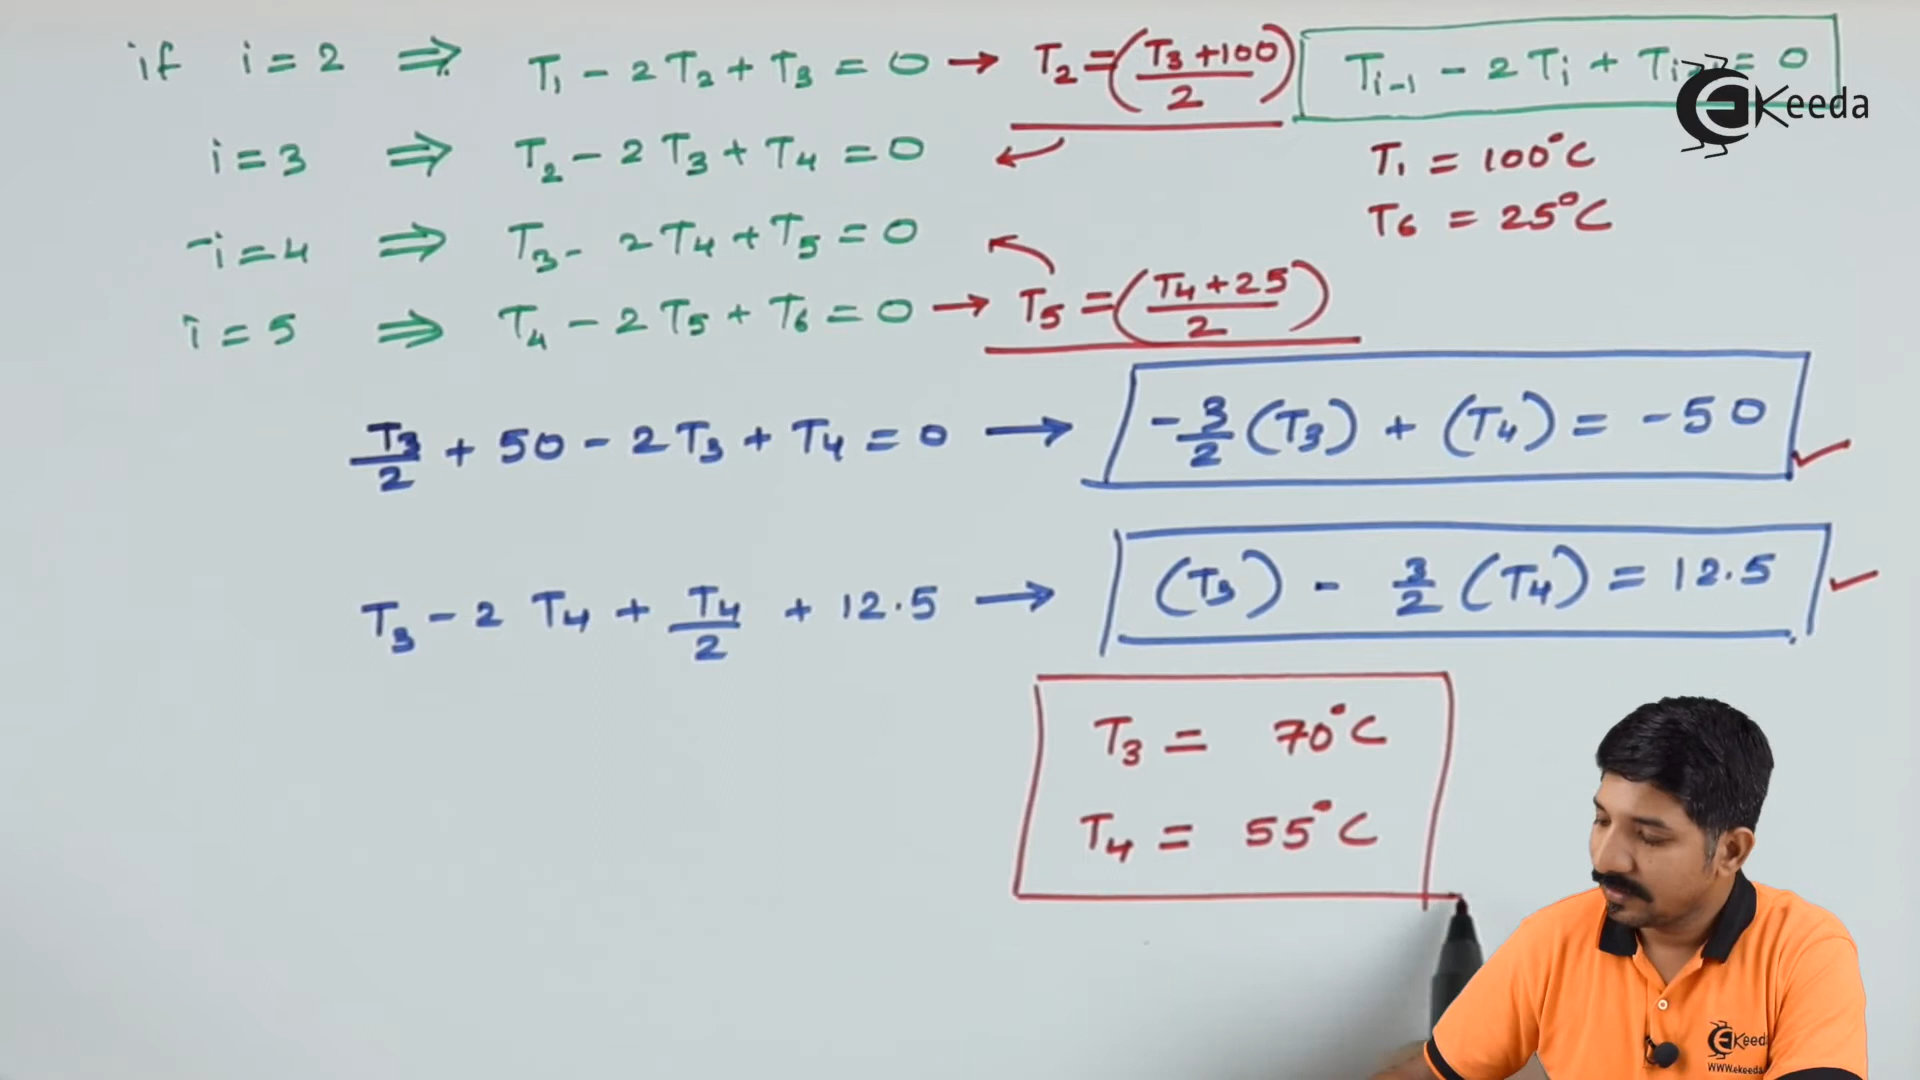 if i = 2 ⇒ T₁ - 2T₂ + T₃ = 0 → T₂ = (T₃ + 100 / 2)
Tᵢ₋₁ - 2Tᵢ + Tᵢ₊₁ = 0
Keeda
i = 3 ⇒ T₂ - 2T₃ + T₄ = 0
T₁ = 100°C
i = 4 ⇒ T₃ - 2T₄ + T₅ = 0
T₆ = 25°C
i = 5 ⇒ T₄ - 2T₅ + T₆ = 0 → T₅ = (T₄ + 25 / 2)
T₃/2 + 50 - 2T₃ + T₄ = 0 → -3/2 (T₃) + (T₄) = -50
T₃ - 2T₄ + T₄/2 + 12.5 → (T₃) - 3/2 (T₄) = 12.5
T₃ = 70°C
T₄ = 55°C